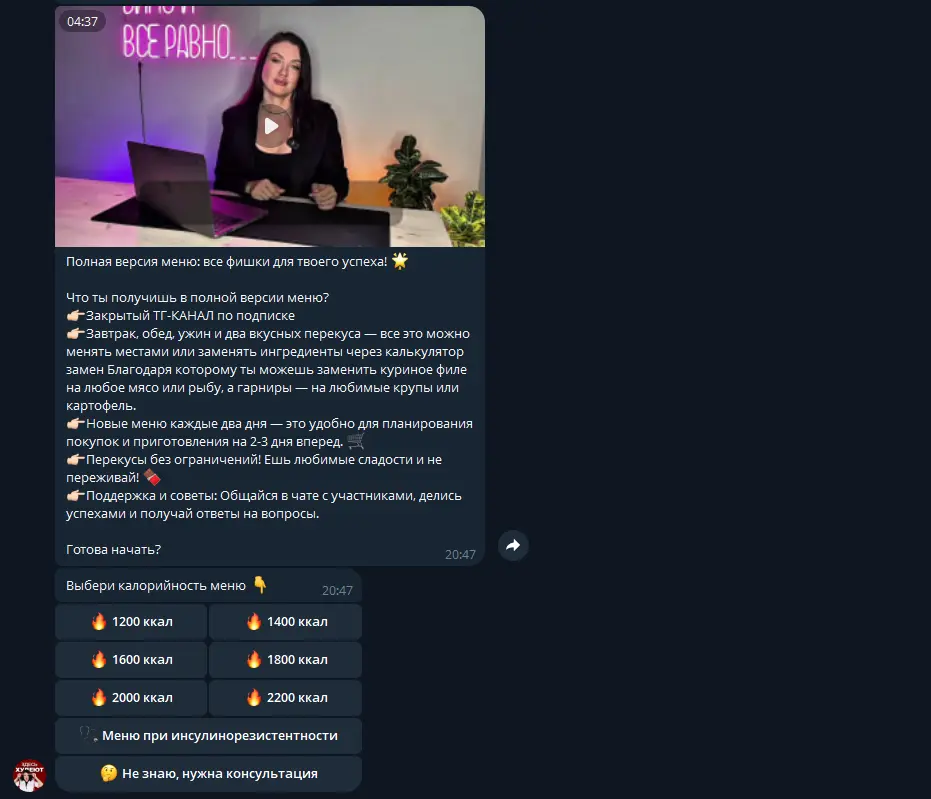 04:37
ВСЕ РАВНО...
Полная версия меню: все фишки для твоего успеха! 🌟
Что ты получишь в полной версии меню?
👉🏻Закрытый ТГ-КАНАЛ по подписке
👉🏻Завтрак, обед, ужин и два вкусных перекуса — все это можно
менять местами или заменять ингредиенты через калькулятор
замен Благодаря которому ты можешь заменить куриное филе
на любое мясо или рыбу, а гарниры — на любимые крупы или
картофель.
👉🏻Новые меню каждые два дня — это удобно для планирования
покупок и приготовления на 2-3 дня вперед. 🛒
👉🏻Перекусы без ограничений! Ешь любимые сладости и не
переживай! 🍫
👉🏻Поддержка и советы: Общайся в чате с участниками, делись
успехами и получай ответы на вопросы.
Готова начать?
20:47
Выбери калорийность меню 👇
20:47
🔥 1200 ккал
🔥 1400 ккал
🔥 1600 ккал
🔥 1800 ккал
🔥 2000 ккал
🔥 2200 ккал
🩺 Меню при инсулинорезистентности
🤔 Не знаю, нужна консультация
ЗДЕСЬ
ХУДЕЮТ